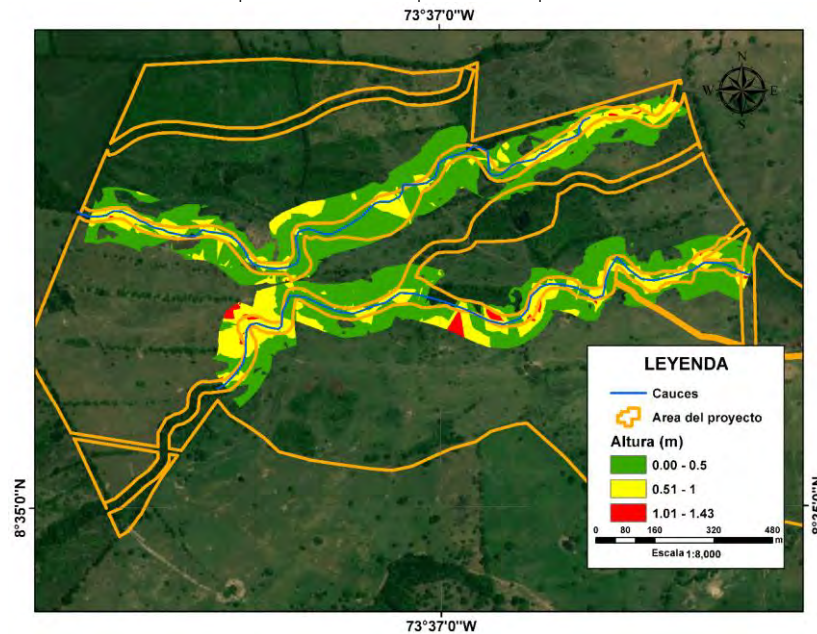 73°37'0"W
N
W E
S
8°35'0"N
8°35'0"N
LEYENDA
Cauces
Area del proyecto
Altura (m)
0.00 - 0.5
0.51 - 1
1.01 - 1.43
0 80 160 320 480
m
Escala 1:8,000
73°37'0"W